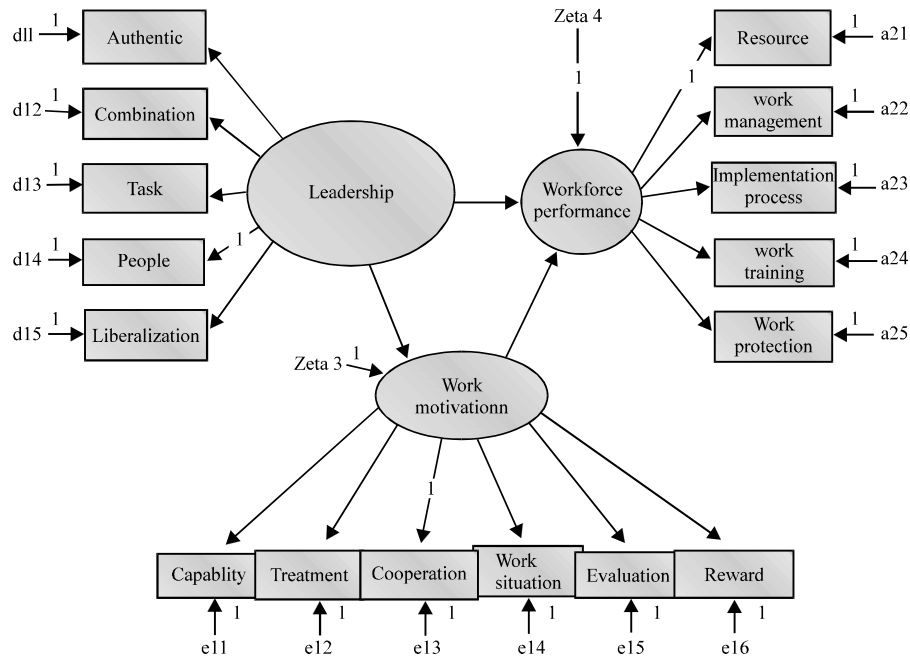 dll
1
Authentic
d12
1
Combination
d13
1
Task
d14
1
People
d15
1
Liberalization
Leadership
1
Zeta 4
1
Workforce
performance
1
Resource
1
a21
work
management
1
a22
Implementation
process
1
a23
work
training
1
a24
Work
protection
1
a25
Zeta 3
1
Work
motivationn
1
Capablity
Treatment
Cooperation
Work
situation
Evaluation
Reward
1
1
1
1
1
1
e11
e12
e13
e14
e15
e16